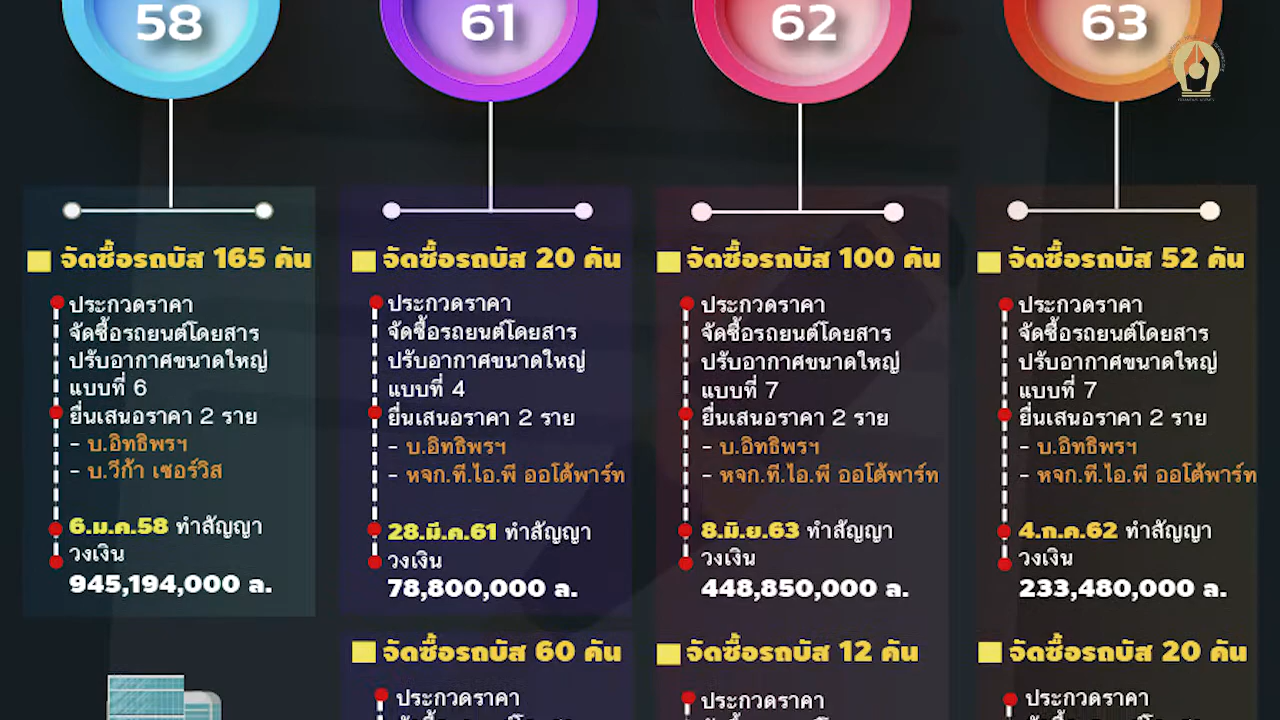 58
จัดซื้อรถบัส 165 คัน
ประกวดราคา
จัดซื้อรถยนต์โดยสาร
ปรับอากาศขนาดใหญ่
แบบที่ 6
ยื่นเสนอราคา 2 ราย
- บ.อิทธิพรฯ
- บ.วีก้า เซอร์วิส
6.ม.ค.58 ทำสัญญา
วงเงิน
945,194,000 ล.
61
จัดซื้อรถบัส 20 คัน
ประกวดราคา
จัดซื้อรถยนต์โดยสาร
ปรับอากาศขนาดใหญ่
แบบที่ 4
ยื่นเสนอราคา 2 ราย
- บ.อิทธิพรฯ
- หจก.ที.ไอ.พี ออโต้พาร์ท
28.มี.ค.61 ทำสัญญา
วงเงิน
78,800,000 ล.
จัดซื้อรถบัส 60 คัน
ประกวดราคา
62
จัดซื้อรถบัส 100 คัน
ประกวดราคา
จัดซื้อรถยนต์โดยสาร
ปรับอากาศขนาดใหญ่
แบบที่ 7
ยื่นเสนอราคา 2 ราย
- บ.อิทธิพรฯ
- หจก.ที.ไอ.พี ออโต้พาร์ท
8.มิ.ย.63 ทำสัญญา
วงเงิน
448,850,000 ล.
จัดซื้อรถบัส 12 คัน
ประกวดราคา
63
จัดซื้อรถบัส 52 คัน
ประกวดราคา
จัดซื้อรถยนต์โดยสาร
ปรับอากาศขนาดใหญ่
แบบที่ 7
ยื่นเสนอราคา 2 ราย
- บ.อิทธิพรฯ
- หจก.ที.ไอ.พี ออโต้พาร์ท
4.ก.ค.62 ทำสัญญา
วงเงิน
233,480,000 ล.
จัดซื้อรถบัส 20 คัน
ประกวดราคา